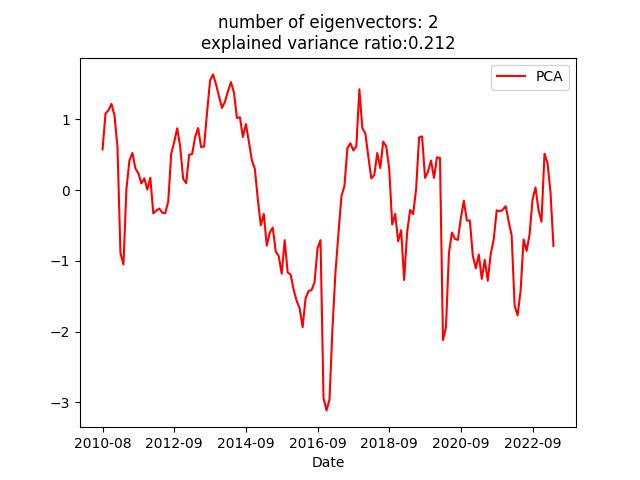 number of eigenvectors: 2
explained variance ratio:0.212
PCA
1
0
−1
−2
−3
2010-08 2012-09 2014-09 2016-09 2018-09 2020-09 2022-09
Date